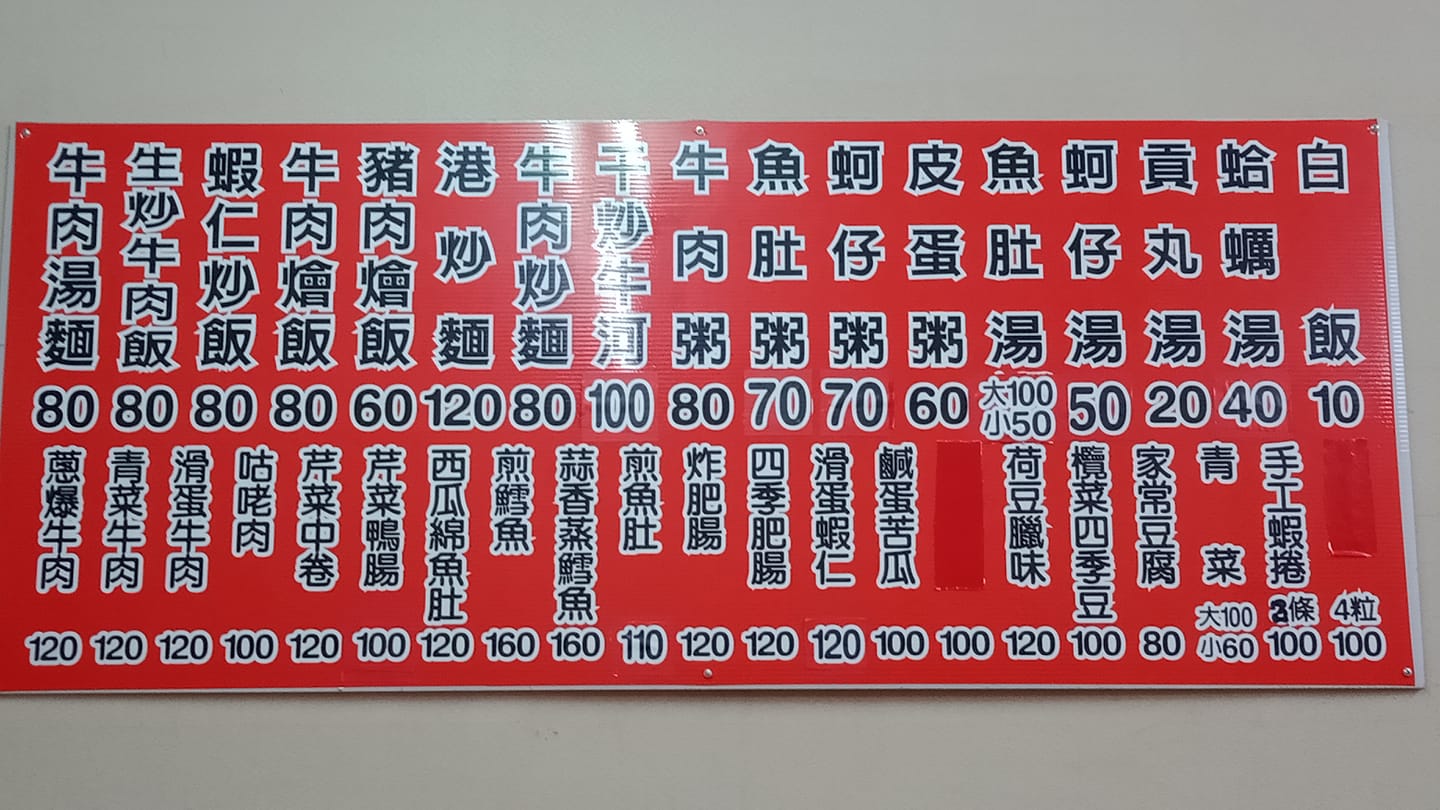 牛肉湯麵 80
生炒牛肉飯 80
蝦仁炒飯 80
牛肉燴飯 80
豬肉燴飯 60
港炒麵 120
牛肉炒麵 80
干炒牛河 100
牛肉粥 80
魚肚粥 70
蚵仔粥 70
皮蛋粥 60
魚肚湯 大100 小50
蚵仔湯 50
貢丸湯 20
蛤蠣湯 40
白飯 10
蔥爆牛肉 120
青菜牛肉 120
滑蛋牛肉 120
咕咾肉 100
芹菜中卷 120
芹菜鴨腸 100
西瓜綿魚肚 120
煎鱈魚 160
蒜香蒸鱈魚 160
煎魚肚 110
炸肥腸 120
四季肥腸 120
滑蛋蝦仁 120
鹹蛋苦瓜 100
100
荷豆臘味 120
欖菜四季豆 100
家常豆腐 80
青菜 大100 小60
手工蝦捲 條 100
4粒 100